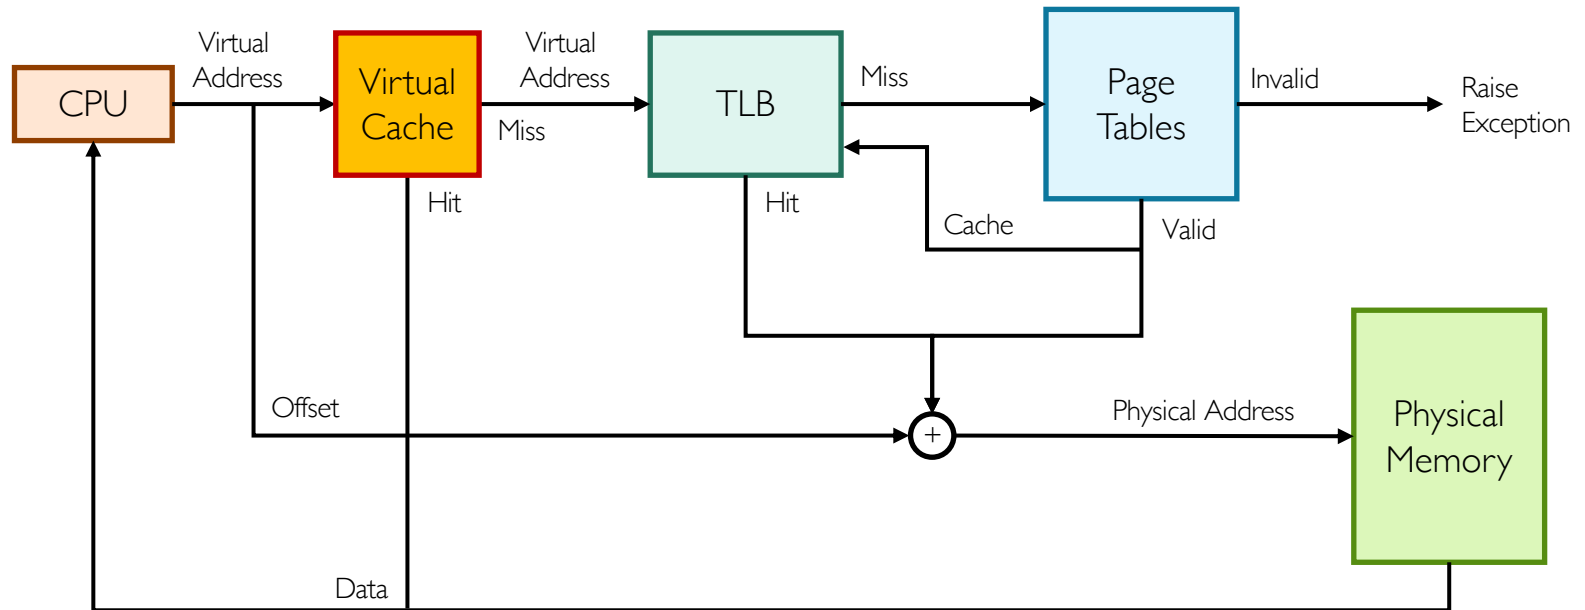 Virtual
Address
Virtual
Address
CPU
Virtual
Cache
Miss
Hit
TLB
Miss
Hit
Page
Tables
Invalid
Raise
Exception
Cache
Valid
Offset
+
Physical Address
Physical
Memory
Data